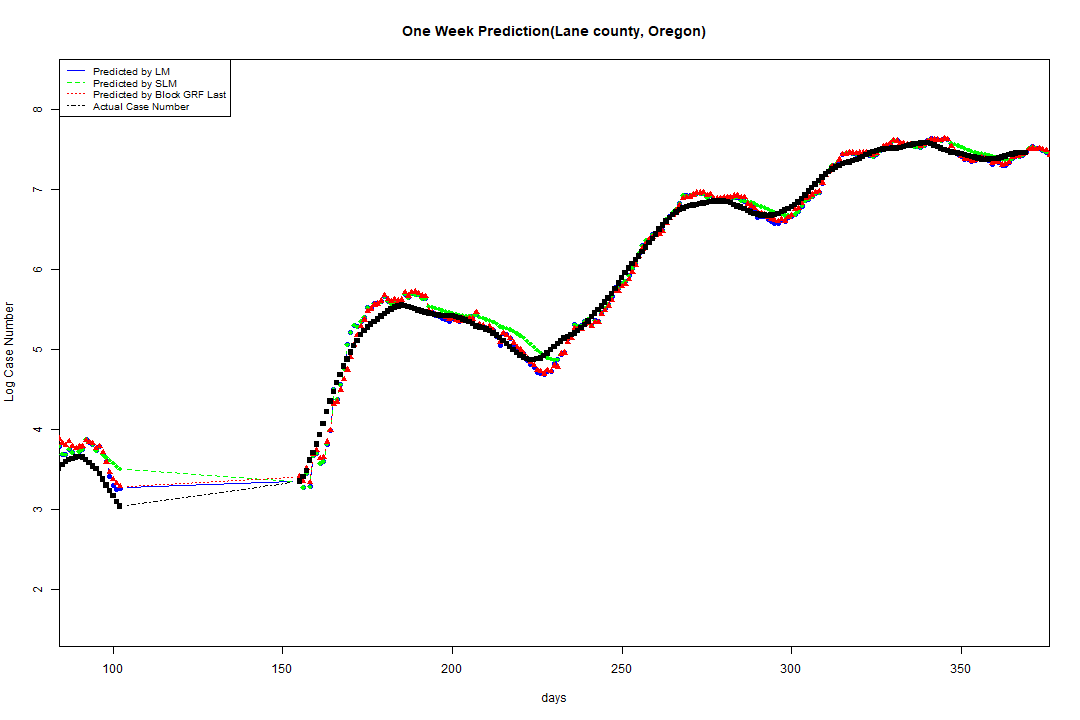 One Week Prediction(Lane county, Oregon)
Predicted by LM
Predicted by SLM
Predicted by Block GRF Last
Actual Case Number
8
7
6
5
4
3
2
Log Case Number
100 150 200 250 300 350
days